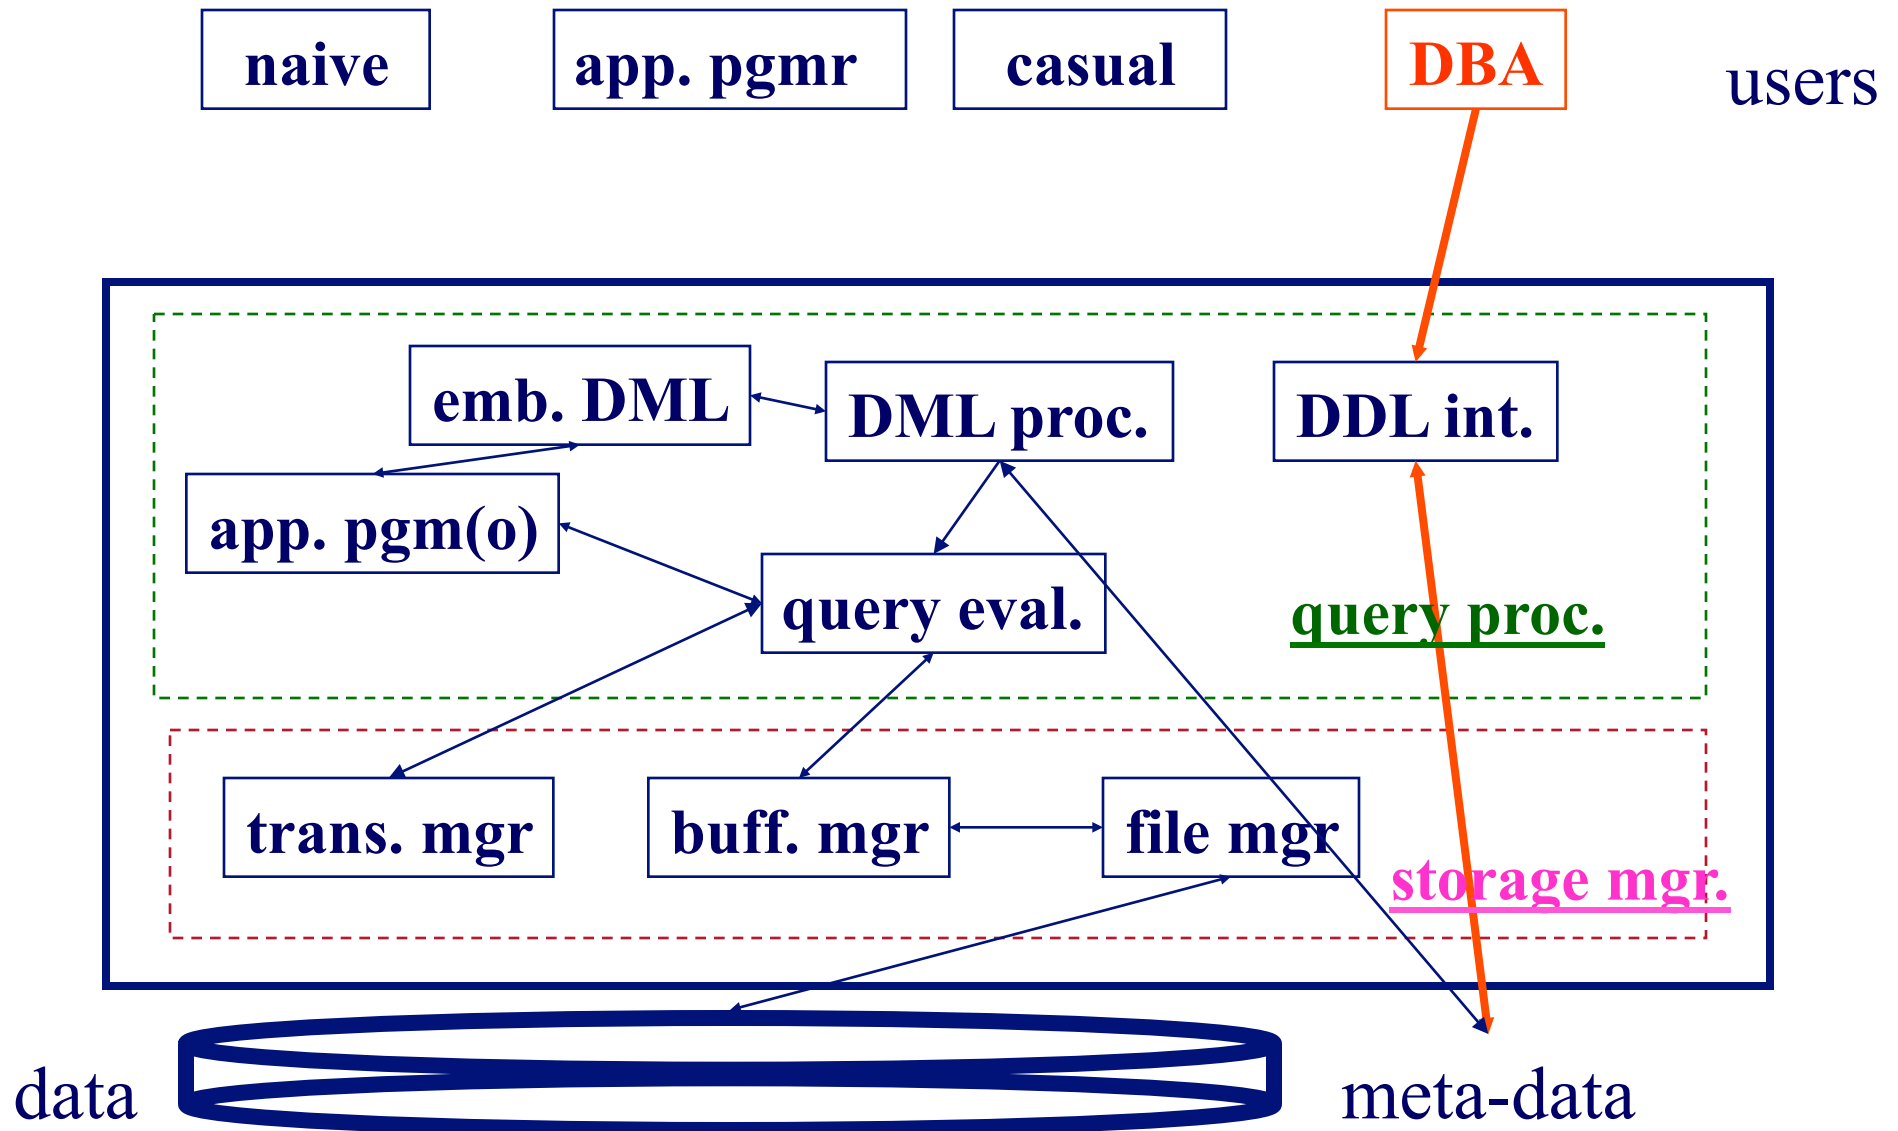 naive
app. pgmr
casual
DBA
users
emb. DML
DML proc.
DDL int.
app. pgm(o)
query eval.
query proc.
trans. mgr
buff. mgr
file mgr
storage mgr.
data
meta-data